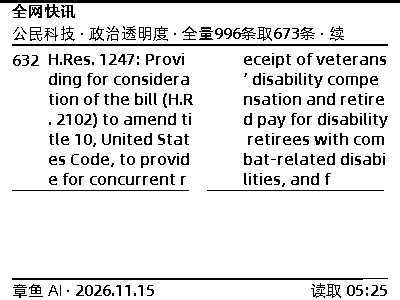 全网快讯
公民科技 · 政治透明度 · 全量996条取673条 · 续
632 H.Res. 1247: Provi
ding for considera
tion of the bill (H.R
. 2102) to amend ti
tle 10, United Stat
es Code, to provid
e for concurrent r
eceipt of veterans
’ disability compe
nsation and retire
d pay for disability
retirees with com
bat-related disabi
lities, and f
章鱼 AI · 2026.11.15
读取 05:25